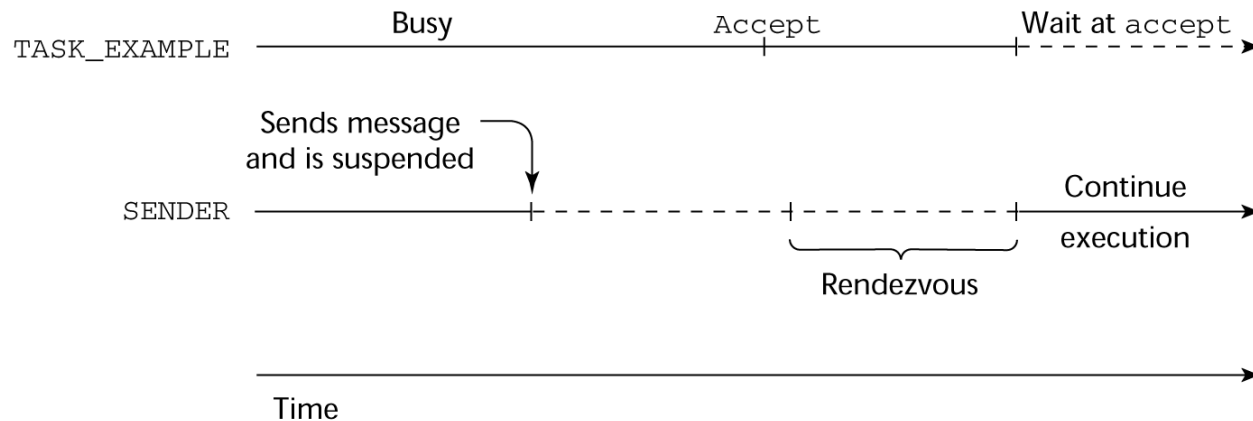 Busy
Accept
Wait at accept
TASK_EXAMPLE
Sends message
and is suspended
SENDER
Continue
execution
Rendezvous
Time